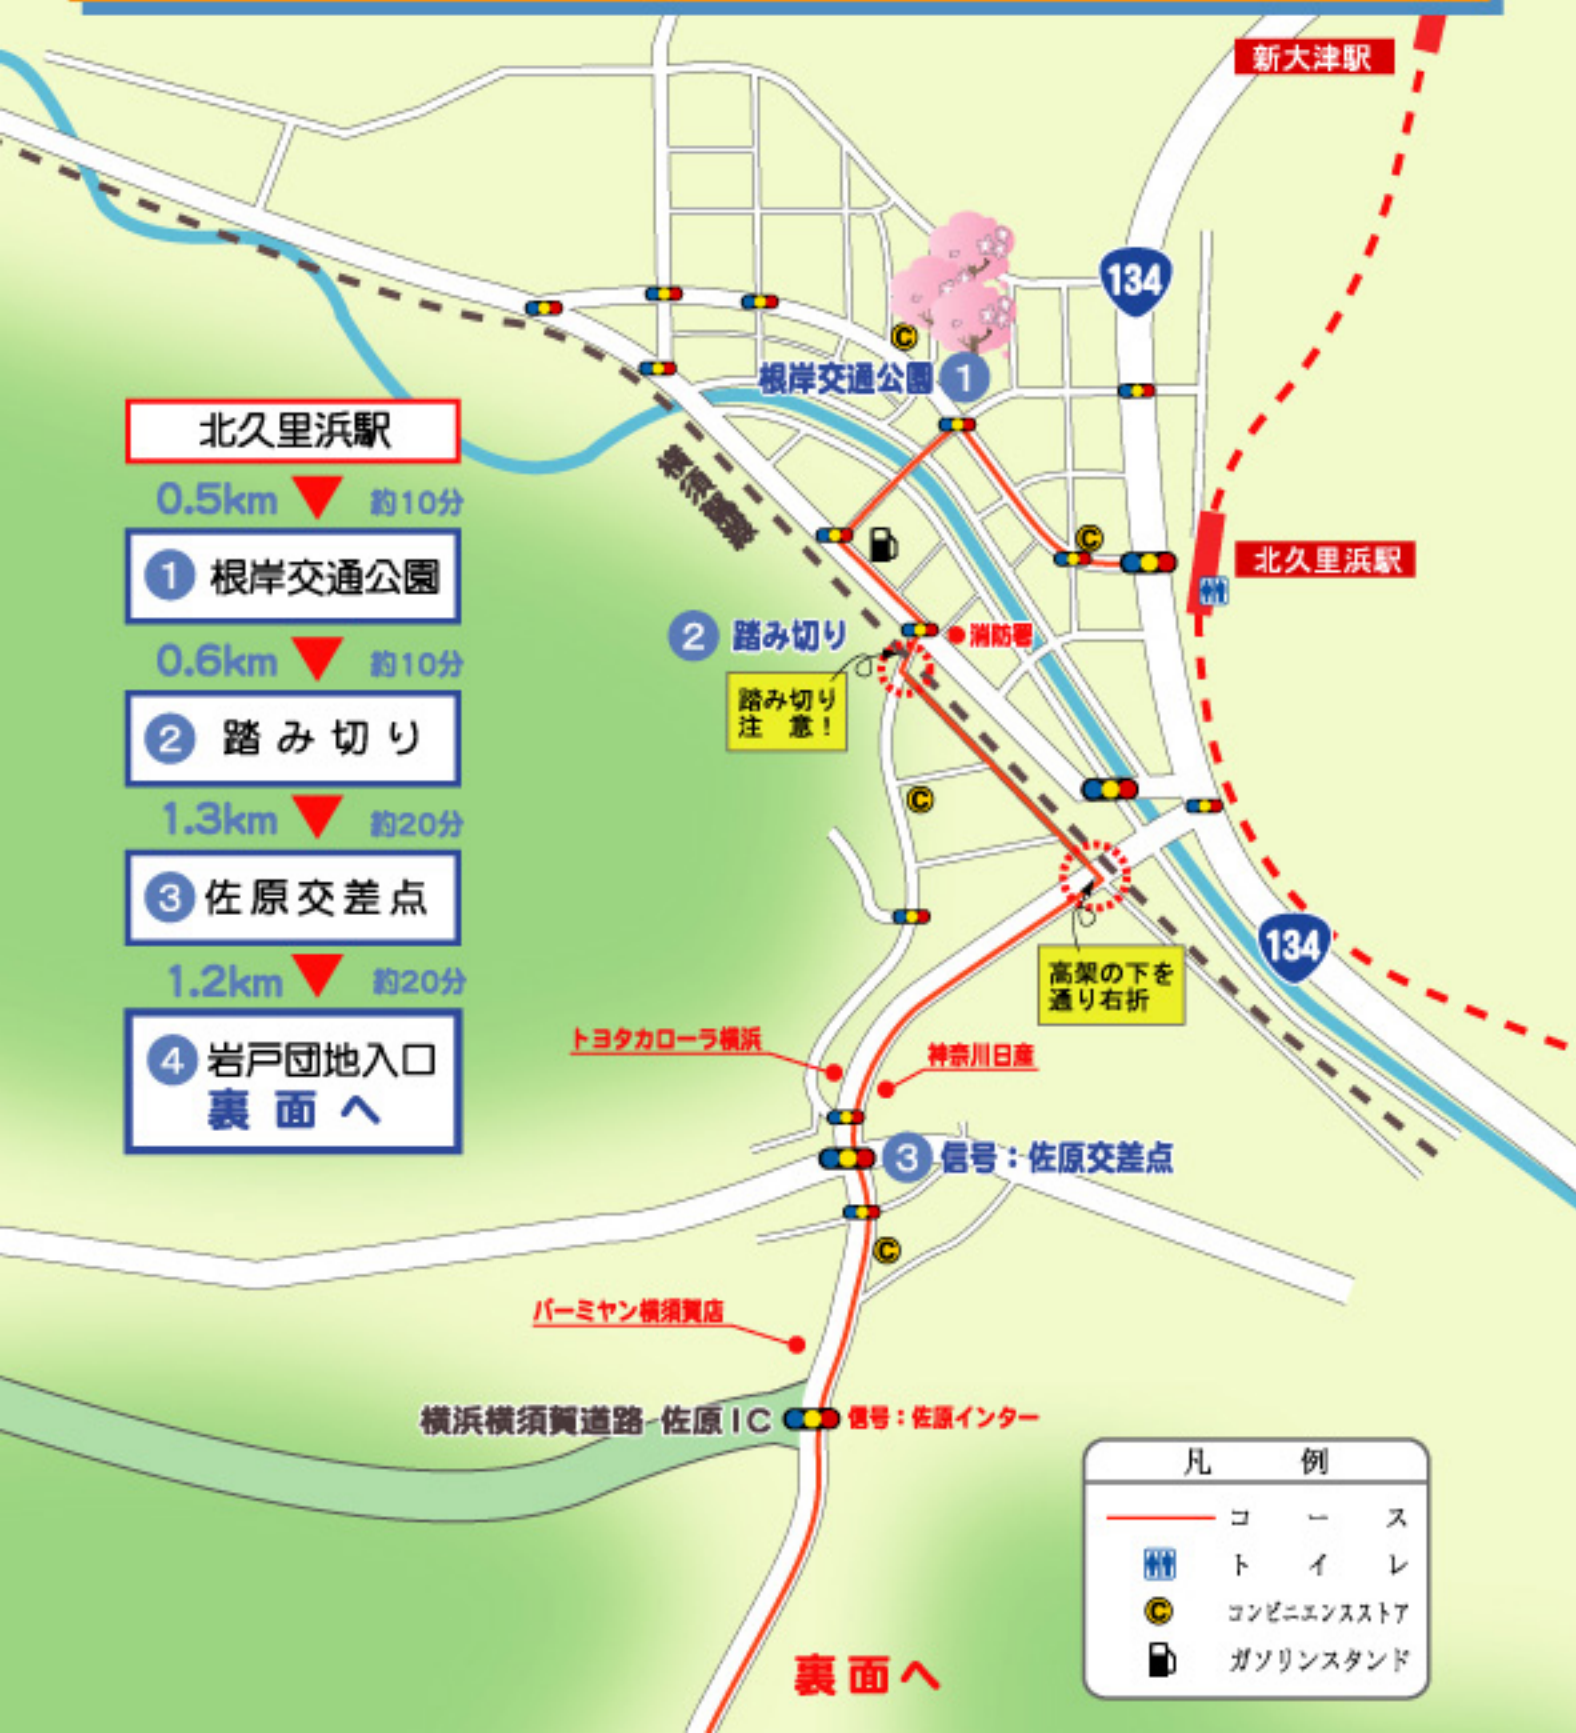 新大津駅
134
根岸交通公園 1
横須賀線
北久里浜駅
0.5km 約10分
1 根岸交通公園
0.6km 約10分
2 踏み切り
1.3km 約20分
3 佐原交差点
1.2km 約20分
4 岩戸団地入口
裏面へ
C
C
北久里浜駅
2 踏み切り
消防署
踏み切り
注意!
C
134
高架の下を
通り右折
トヨタカローラ横浜
神奈川日産
3 信号:佐原交差点
C
バーミヤン横須賀店
横浜横須賀道路 佐原IC
信号:佐原インター
裏面へ
凡例
コース
トイレ
C コンビニエンスストア
ガソリンスタンド